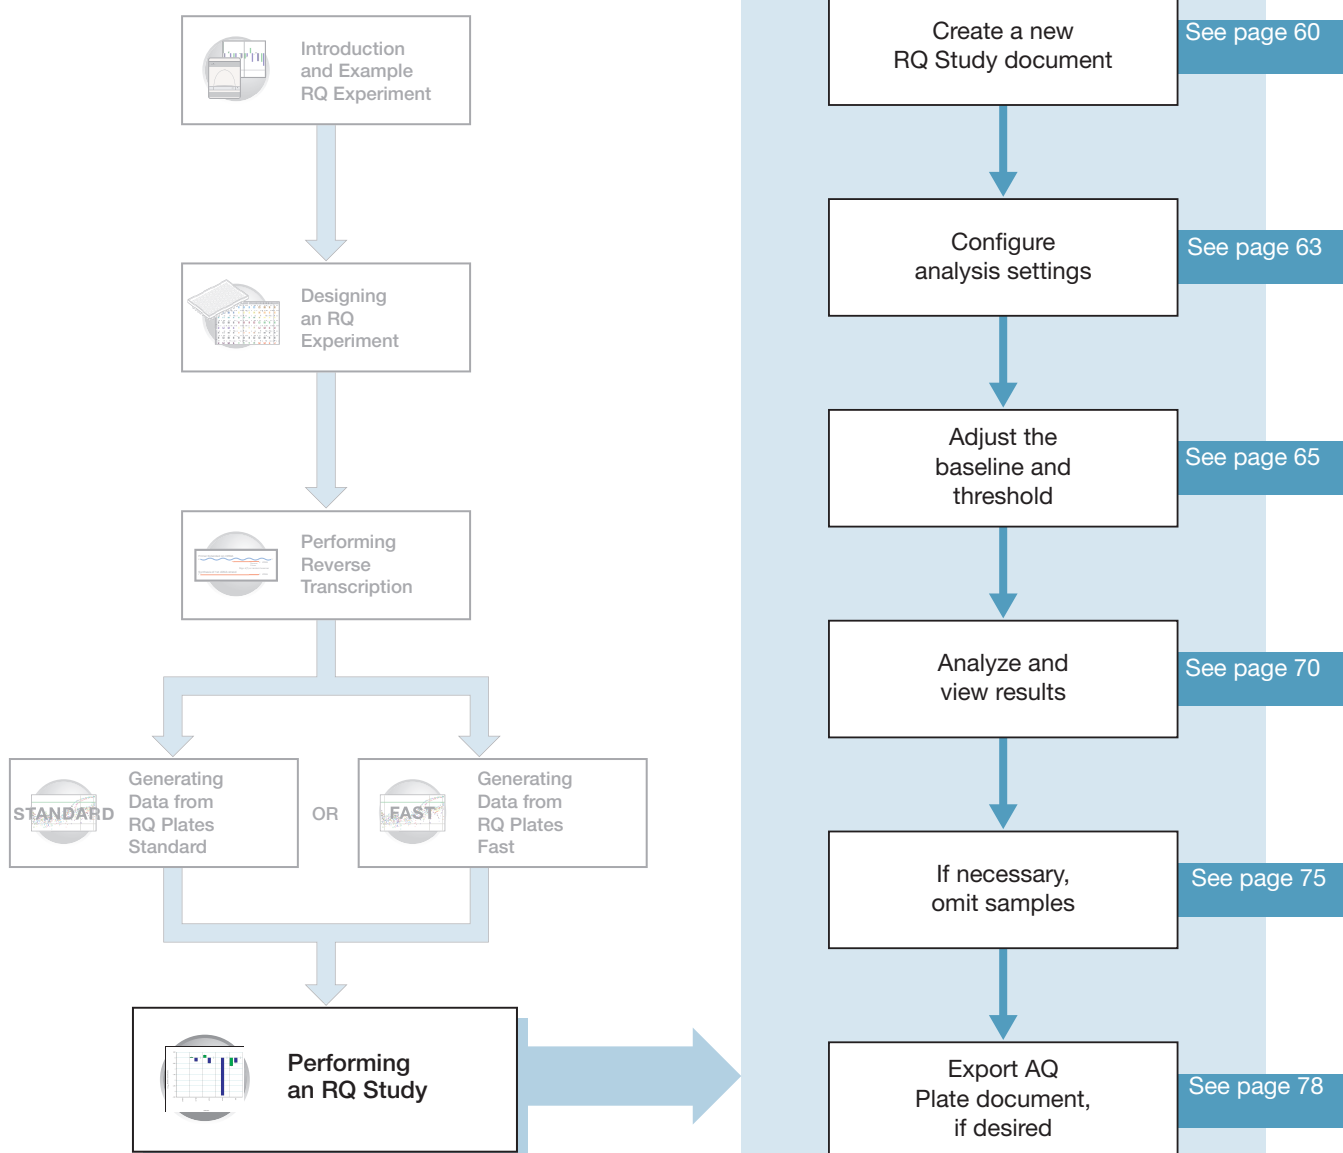 Introduction
and Example
RQ Experiment
Designing
an RQ
Experiment
Performing
Reverse
Transcription
STANDARD
Generating
Data from
RQ Plates
Standard
OR
FAST
Generating
Data from
RQ Plates
Fast
Performing
an RQ Study
Create a new
RQ Study document
See page 60
Configure
analysis settings
See page 63
Adjust the
baseline and
threshold
See page 65
Analyze and
view results
See page 70
If necessary,
omit samples
See page 75
Export AQ
Plate document,
if desired
See page 78